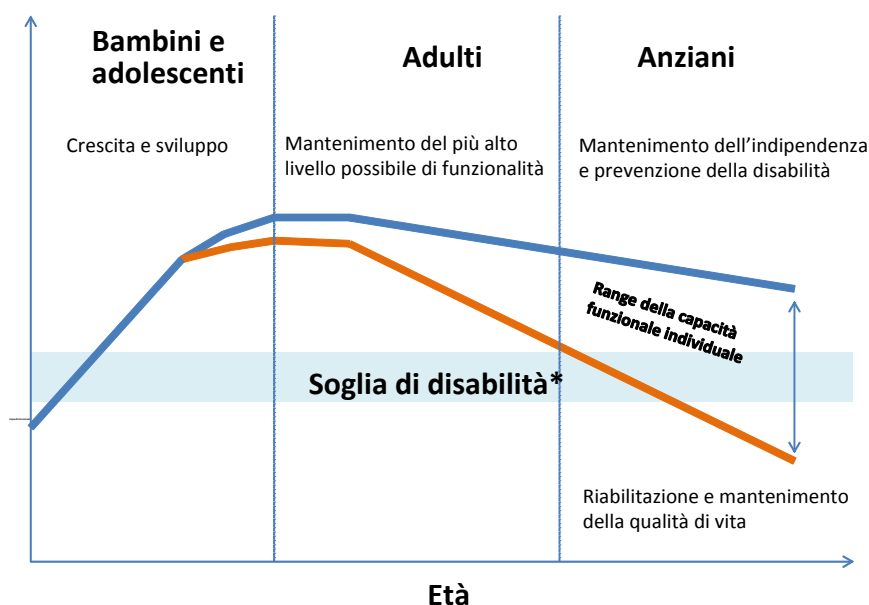 Bambini e
adolescenti
Adulti
Anziani
Crescita e sviluppo
Mantenimento del più alto
livello possibile di funzionalità
Mantenimento dell'indipendenza
e prevenzione della disabilità
Range della capacità
funzionale individuale
Soglia di disabilità*
Riabilitazione e mantenimento
della qualità di vita
Età